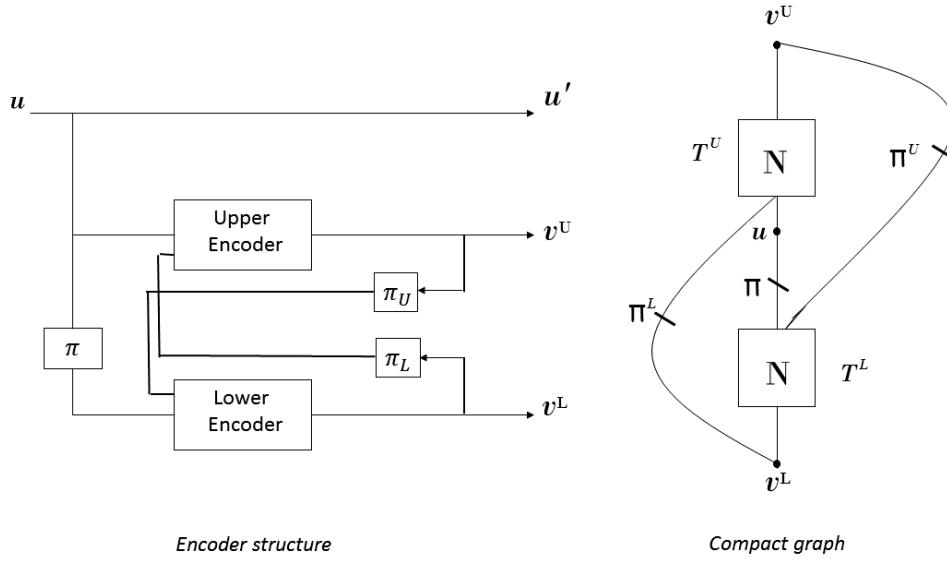 u
u'
Upper
Encoder
v^U
π_U
π
π_L
Lower
Encoder
v^L
Encoder structure
v^U
T^U
N
Π^U
u
Π
Π^L
N
T^L
v^L
Compact graph